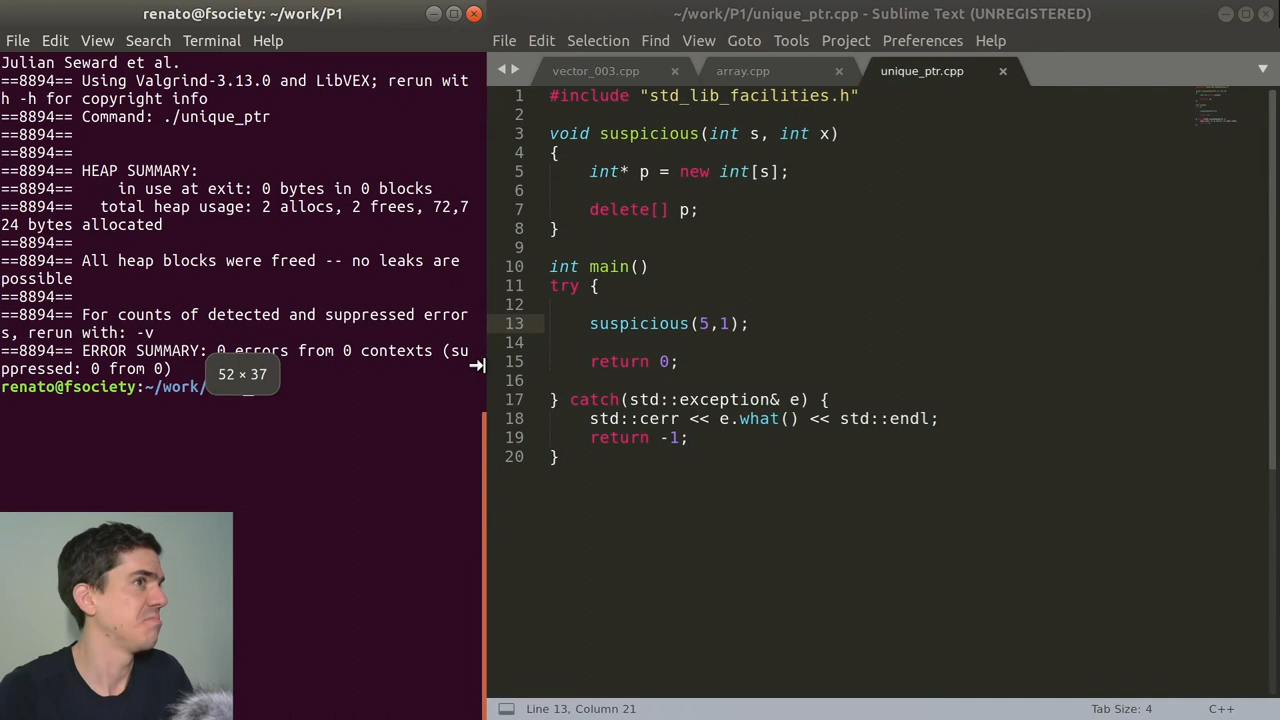 renato@fsociety: ~/work/P1
File Edit View Search Terminal Help
Julian Seward et al.
==8894== Using Valgrind-3.13.0 and LibVEX; rerun wit
h -h for copyright info
==8894== Command: ./unique_ptr
==8894==
==8894==
==8894== HEAP SUMMARY:
==8894==     in use at exit: 0 bytes in 0 blocks
==8894==   total heap usage: 2 allocs, 2 frees, 72,7
24 bytes allocated
==8894==
==8894== All heap blocks were freed -- no leaks are
possible
==8894==
==8894== For counts of detected and suppressed error
s, rerun with: -v
==8894== ERROR SUMMARY: 0 errors from 0 contexts (su
ppressed: 0 from 0)
renato@fsociety:~/work/
52 × 37
~/work/P1/unique_ptr.cpp - Sublime Text (UNREGISTERED)
File Edit Selection Find View Goto Tools Project Preferences Help
vector_003.cpp array.cpp unique_ptr.cpp
1 #include "std_lib_facilities.h"
2
3 void suspicious(int s, int x)
4 {
5     int* p = new int[s];
6
7     delete[] p;
8 }
9
10 int main()
11 try {
12
13     suspicious(5,1);
14
15     return 0;
16
17 } catch(std::exception& e) {
18     std::cerr << e.what() << std::endl;
19     return -1;
20 }
Line 13, Column 21 Tab Size: 4 C++